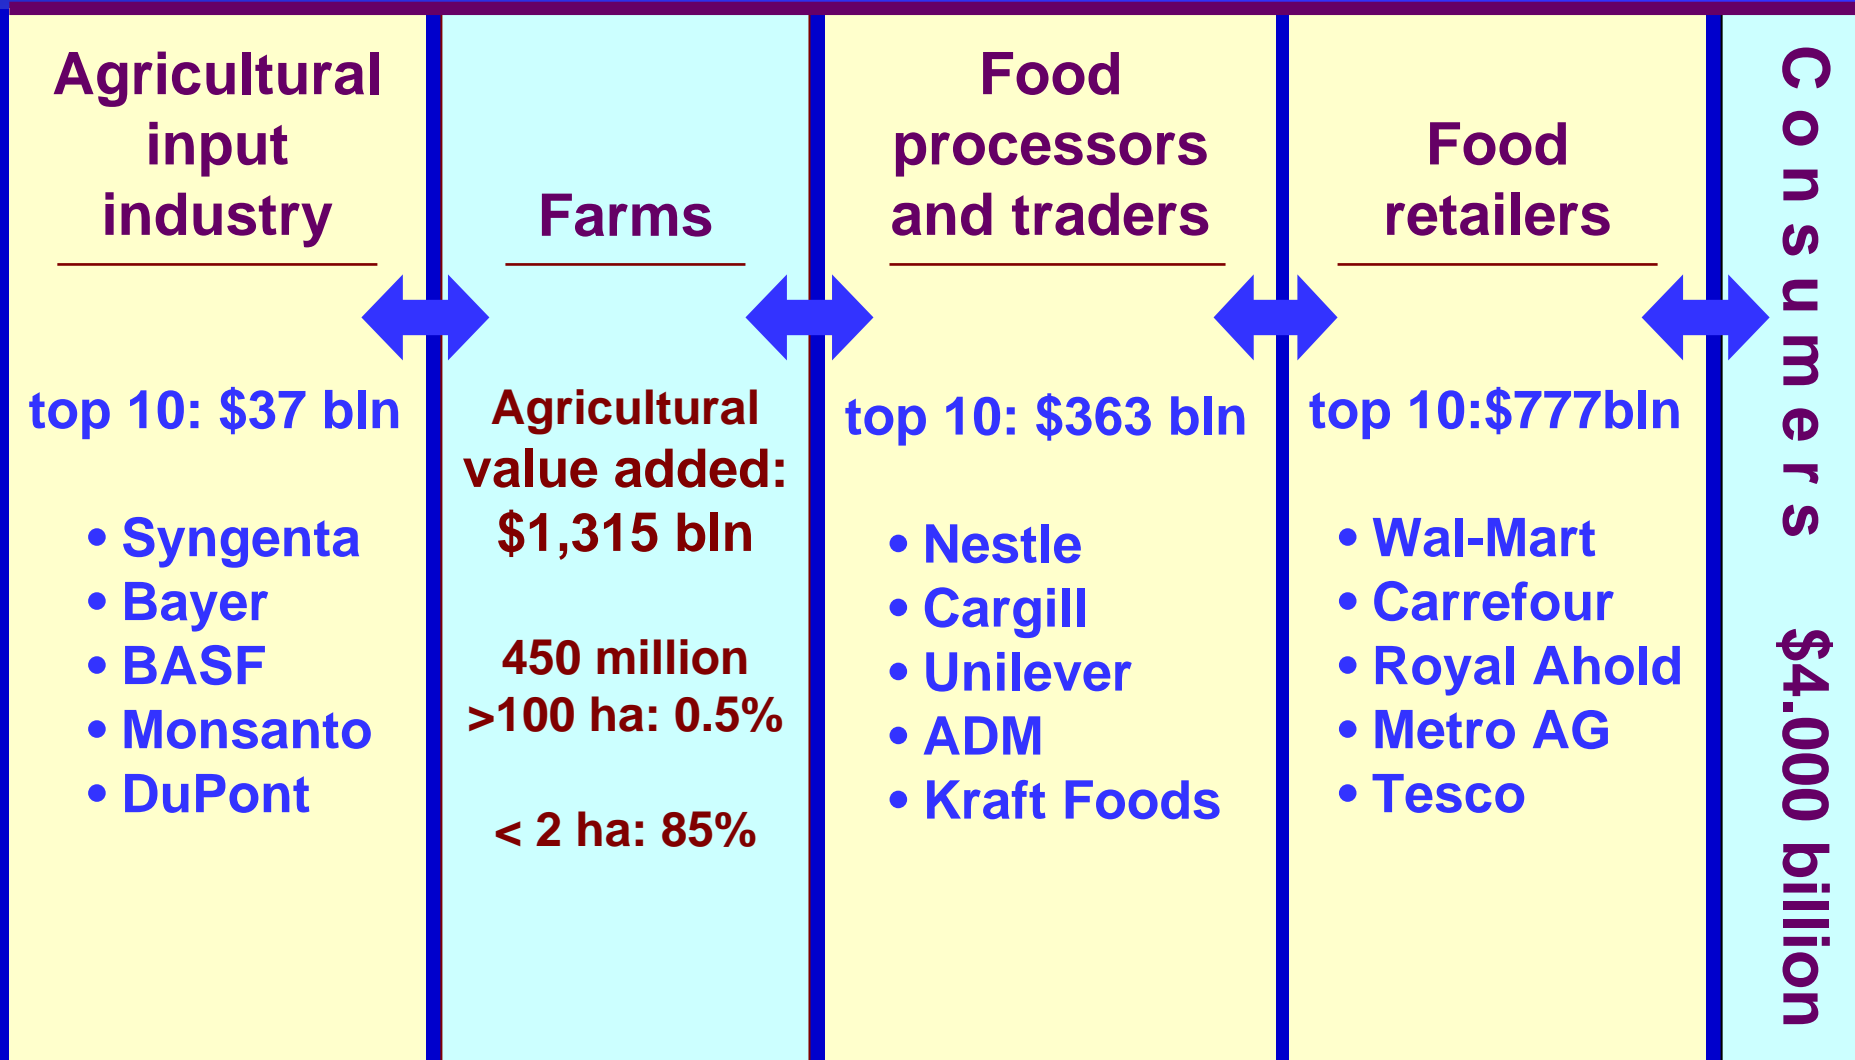 Agricultural
input
industry
top 10: $37 bln
• Syngenta
• Bayer
• BASF
• Monsanto
• DuPont
Farms
Agricultural
value added:
$1,315 bln
450 million
>100 ha: 0.5%
< 2 ha: 85%
Food
processors
and traders
top 10: $363 bln
• Nestle
• Cargill
• Unilever
• ADM
• Kraft Foods
Food
retailers
top 10:$777bln
• Wal-Mart
• Carrefour
• Royal Ahold
• Metro AG
• Tesco
Consumers $4.000 billion